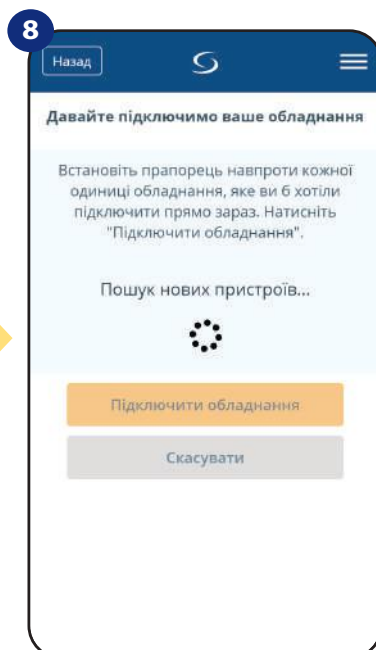 8
Назад
Давайте підключимо ваше обладнання
Встановіть прапорець навпроти кожної
одиниці обладнання, яке ви б хотіли
підключити прямо зараз. Натисніть
"Підключити обладнання".
Пошук нових пристроїв...
Підключити обладнання
Скасувати